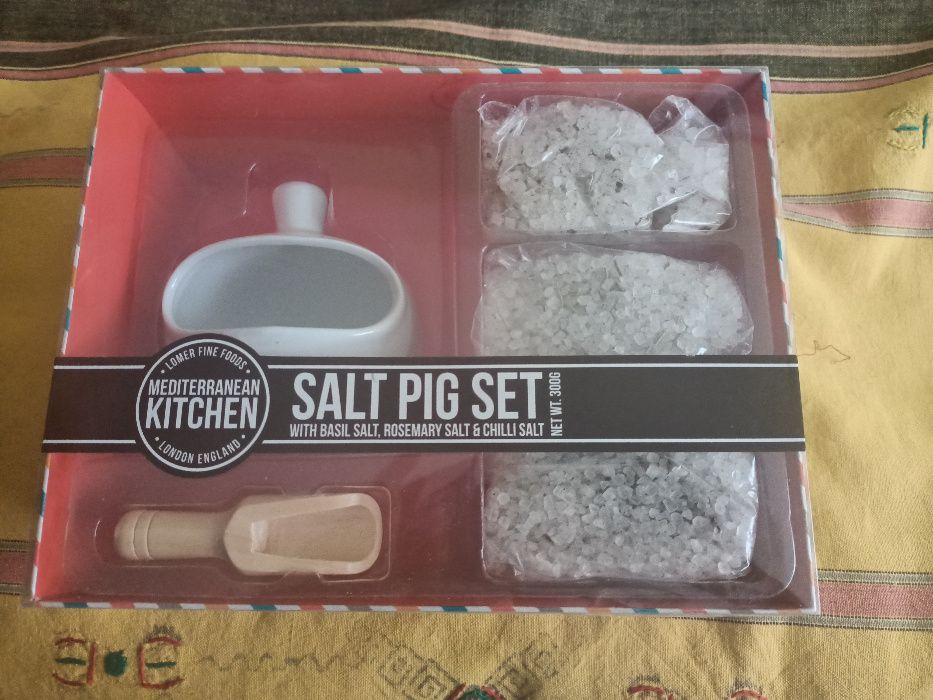 • LOMER FINE FOODS •
MEDITERRANEAN
KITCHEN
• LONDON ENGLAND •
SALT PIG SET
WITH BASIL SALT, ROSEMARY SALT & CHILLI SALT
NET WT. 300G